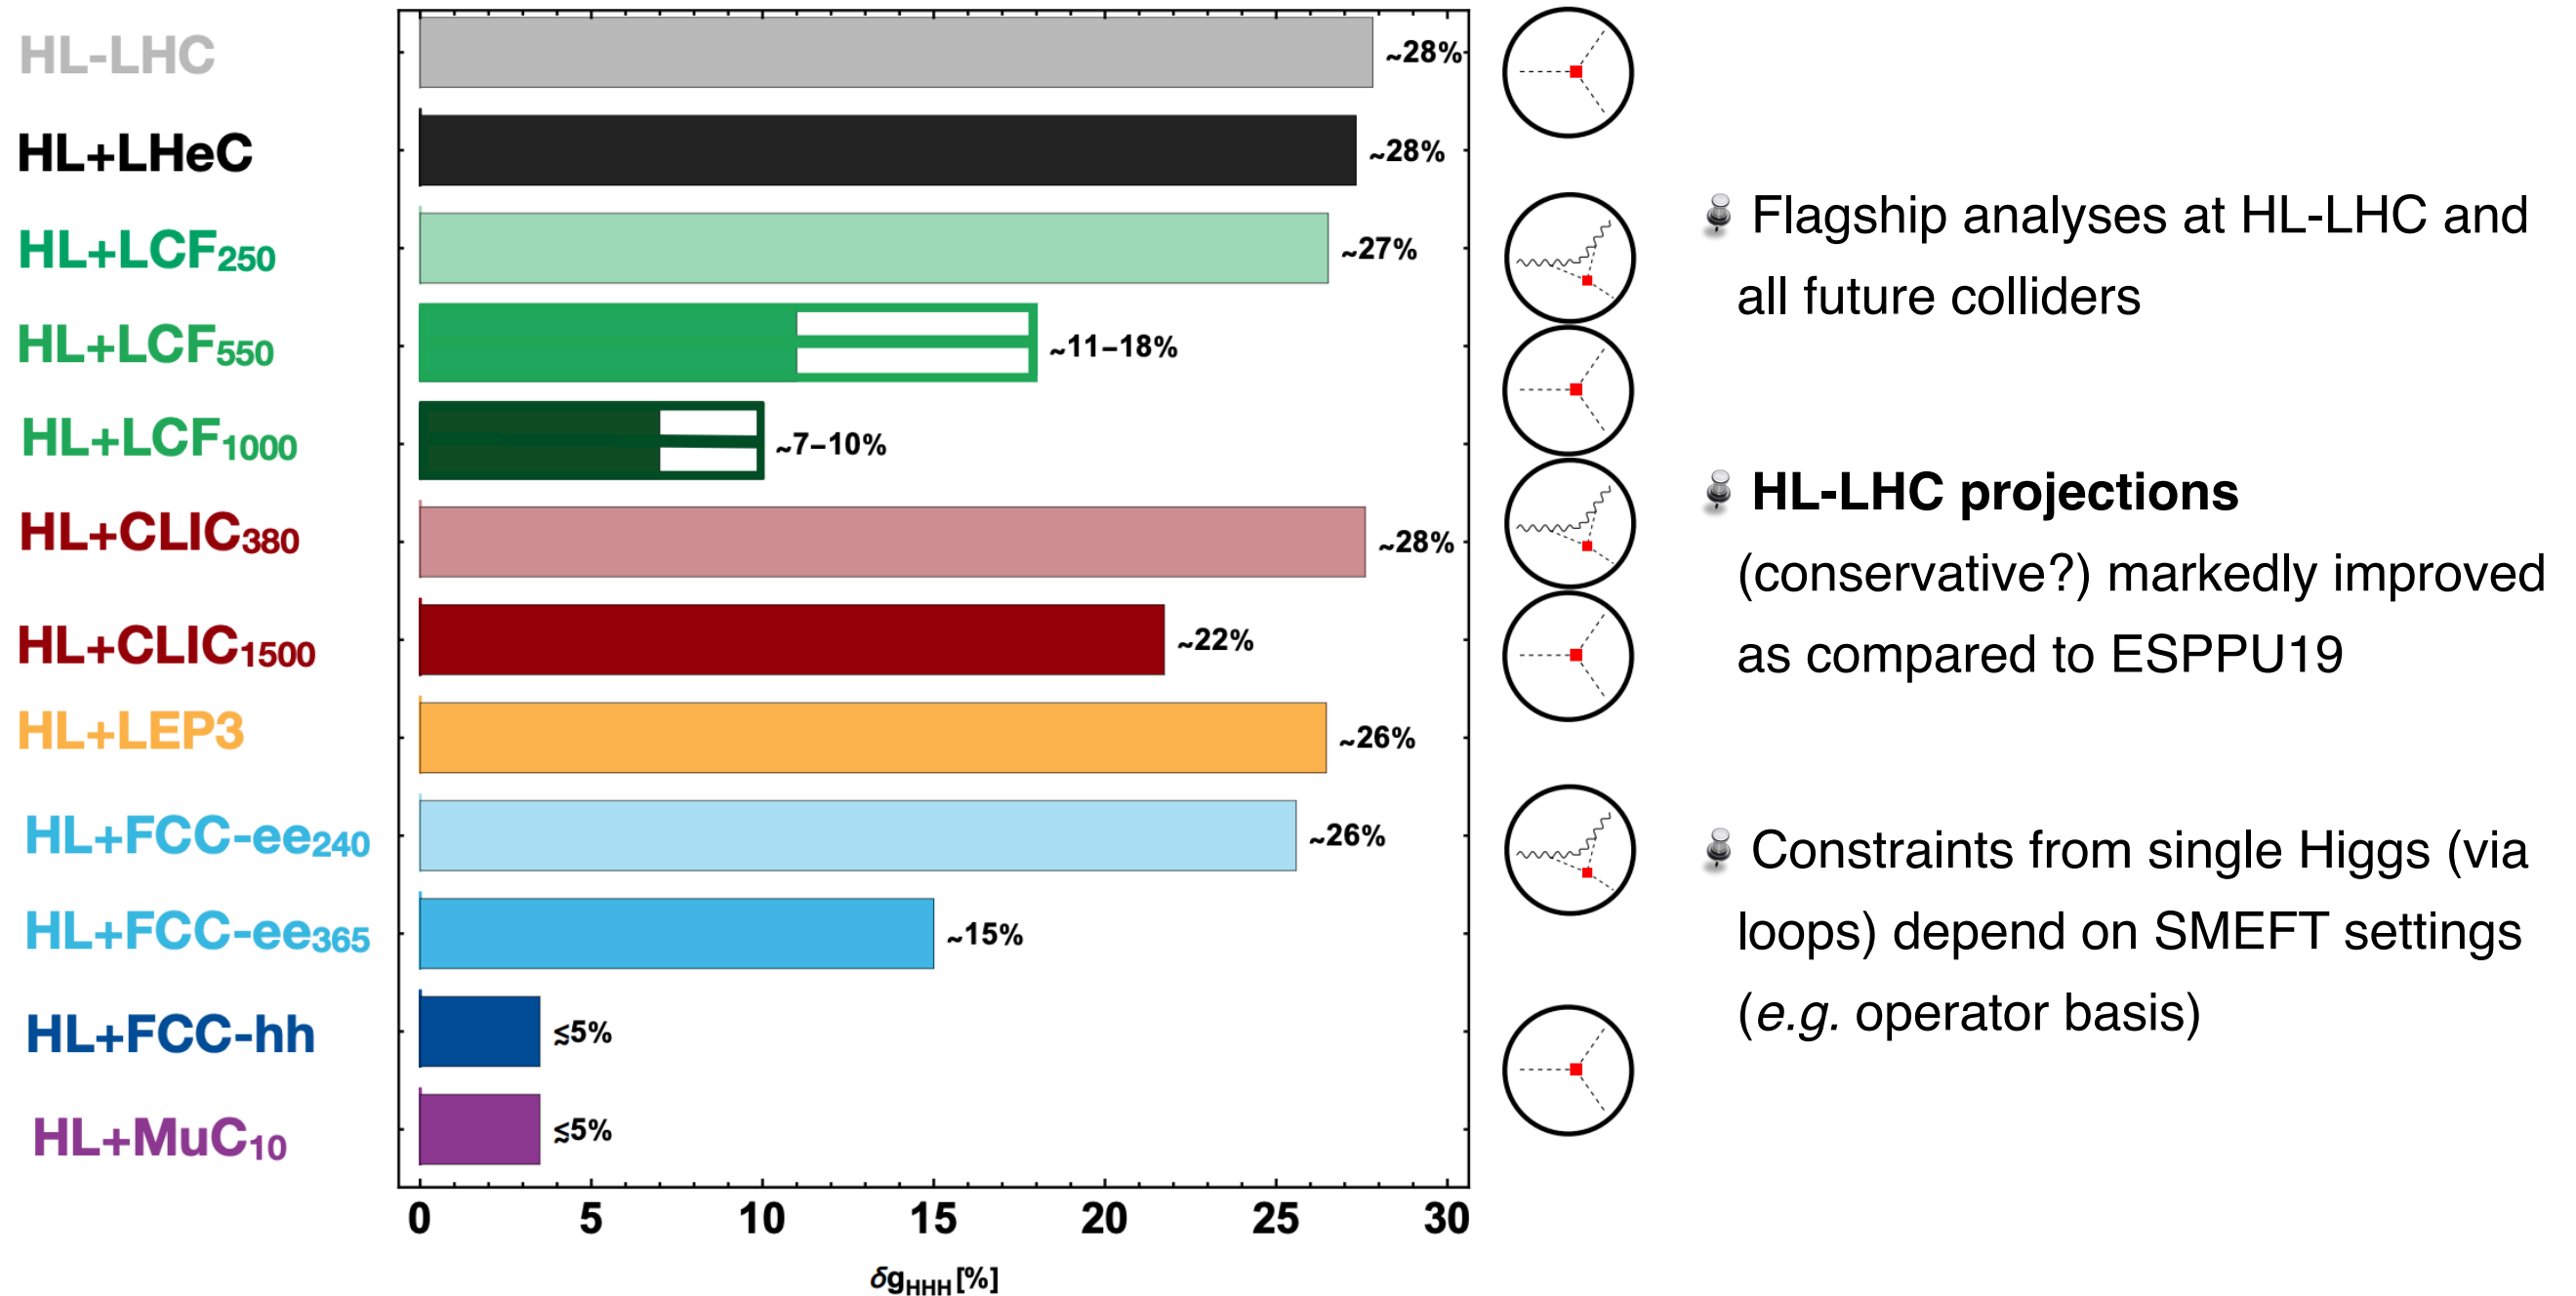 HL-LHC ~28%
HL+LHeC ~28%
HL+LCF₂₅₀ ~27%
HL+LCF₅₅₀ ~11–18%
HL+LCF₁₀₀₀ ~7–10%
HL+CLIC₃₈₀ ~28%
HL+CLIC₁₅₀₀ ~22%
HL+LEP3 ~26%
HL+FCC-ee₂₄₀ ~26%
HL+FCC-ee₃₆₅ ~15%
HL+FCC-hh ≲5%
HL+MuC₁₀ ≲5%
0 5 10 15 20 25 30
δg_HHH [%]
Flagship analyses at HL-LHC and
all future colliders
HL-LHC projections
(conservative?) markedly improved
as compared to ESPPU19
Constraints from single Higgs (via
loops) depend on SMEFT settings
(e.g. operator basis)